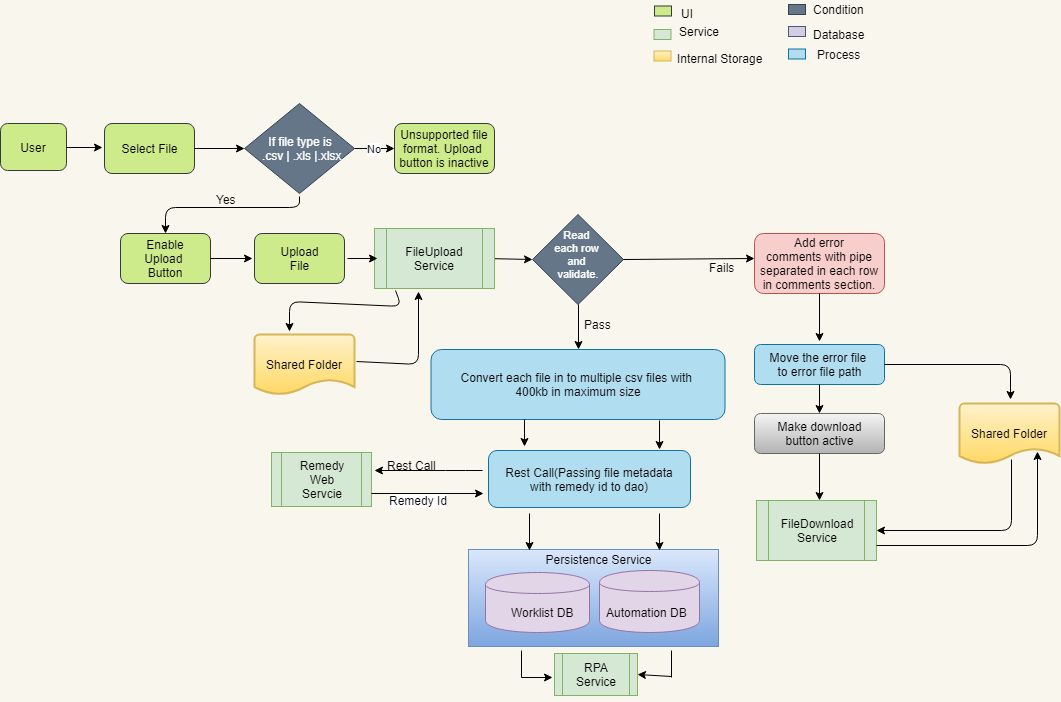 UI
Condition
Service
Database
Internal Storage
Process
User
Select File
If file type is
.csv | .xls |.xlsx
No
Unsupported file
format. Upload
button is inactive
Yes
Enable
Upload
Button
Upload
File
FileUpload
Service
Read
each row
and
validate.
Fails
Add error
comments with pipe
separated in each row
in comments section.
Pass
Shared Folder
Convert each file in to multiple csv files with
400kb in maximum size
Move the error file
to error file path
Make download
button active
Shared Folder
Remedy
Web
Servcie
Rest Call
Remedy Id
Rest Call(Passing file metadata
with remedy id to dao)
FileDownload
Service
Persistence Service
Worklist DB
Automation DB
RPA
Service